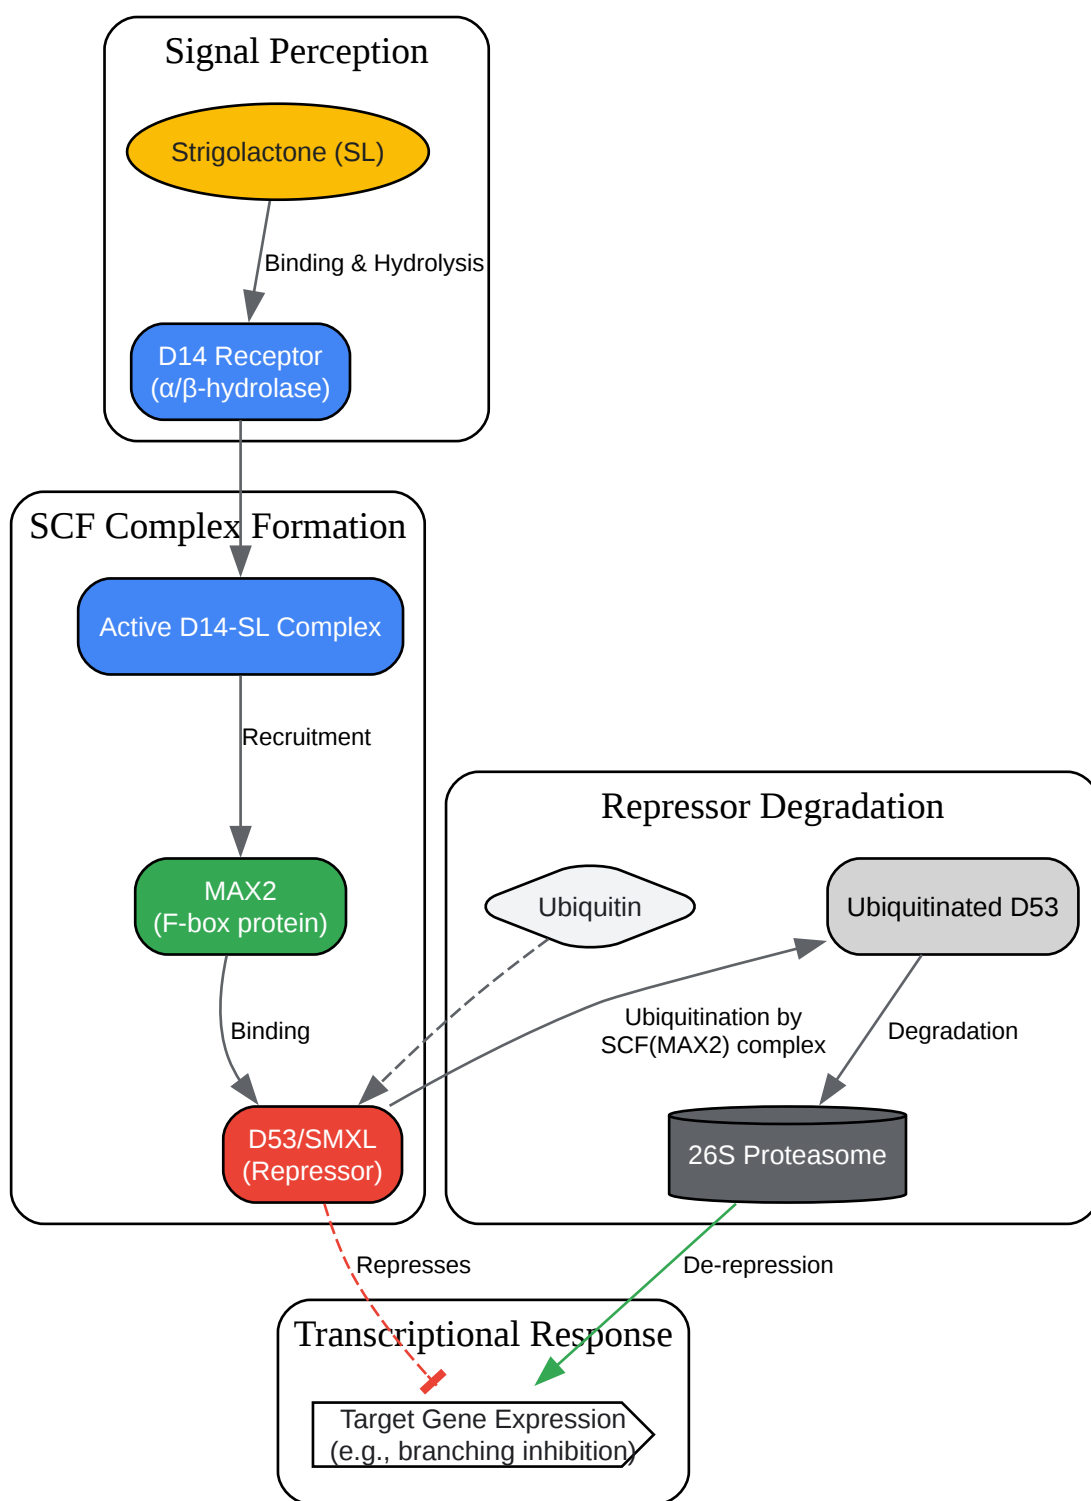 Signal Perception
Strigolactone (SL)
Binding & Hydrolysis
D14 Receptor
(α/β-hydrolase)
SCF Complex Formation
Active D14-SL Complex
Recruitment
Repressor Degradation
MAX2
(F-box protein)
Ubiquitin
Ubiquitinated D53
Binding
Ubiquitination by
SCF(MAX2) complex
Degradation
D53/SMXL
(Repressor)
26S Proteasome
Represses
De-repression
Transcriptional Response
Target Gene Expression
(e.g., branching inhibition)